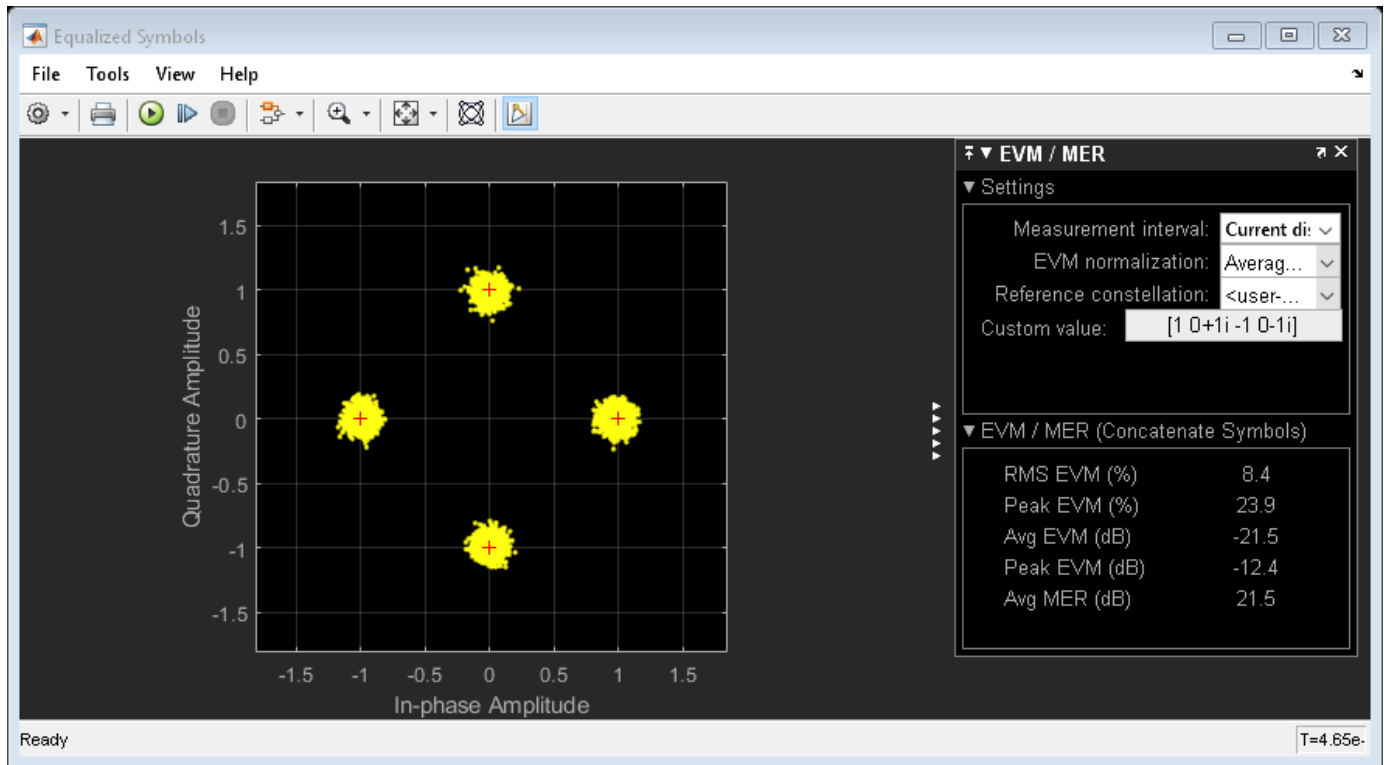 Equalized Symbols
File Tools View Help
EVM / MER
Settings
Measurement interval: Current di:
EVM normalization: Averag...
Reference constellation: <user-...
Custom value: [1 0+1i -1 0-1i]
1.5
1
0.5
0
-0.5
-1
-1.5
Quadrature Amplitude
-1.5 -1 -0.5 0 0.5 1 1.5
In-phase Amplitude
EVM / MER (Concatenate Symbols)
RMS EVM (%) 8.4
Peak EVM (%) 23.9
Avg EVM (dB) -21.5
Peak EVM (dB) -12.4
Avg MER (dB) 21.5
Ready T=4.65e-